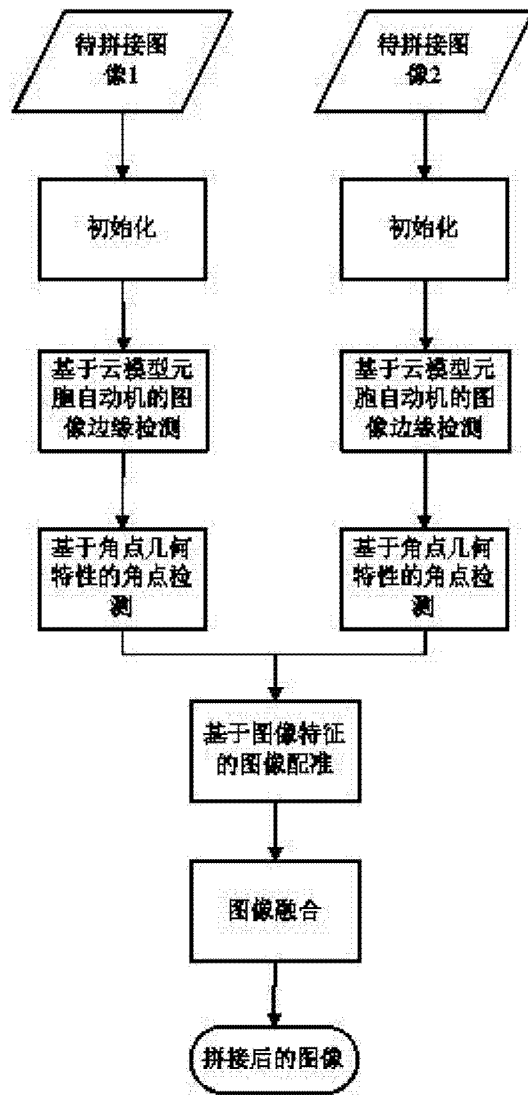 待拼接图
像1
待拼接图
像2
初始化
初始化
基于云模型元
胞自动机的图
像边缘检测
基于云模型元
胞自动机的图
像边缘检测
基于角点几何
特性的角点检
测
基于角点几何
特性的角点检
测
基于图像特征
的图像配准
图像融合
拼接后的图像